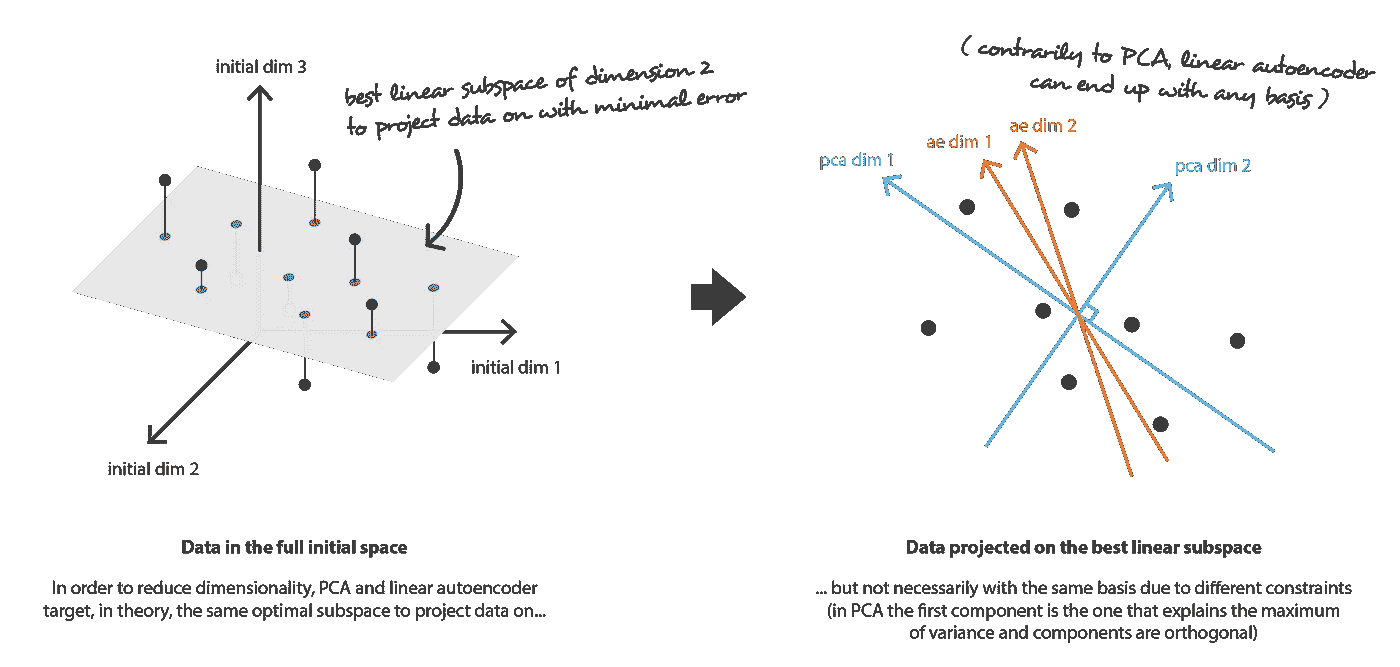 initial dim 3
best linear subspace of dimension 2
to project data on with minimal error
initial dim 1
initial dim 2
(contrarily to PCA, linear autoencoder
can end up with any basis)
pca dim 1
ae dim 1
ae dim 2
pca dim 2
Data in the full initial space
In order to reduce dimensionality, PCA and linear autoencoder
target, in theory, the same optimal subspace to project data on...
Data projected on the best linear subspace
... but not necessarily with the same basis due to different constraints
(in PCA the first component is the one that explains the maximum
of variance and components are orthogonal)